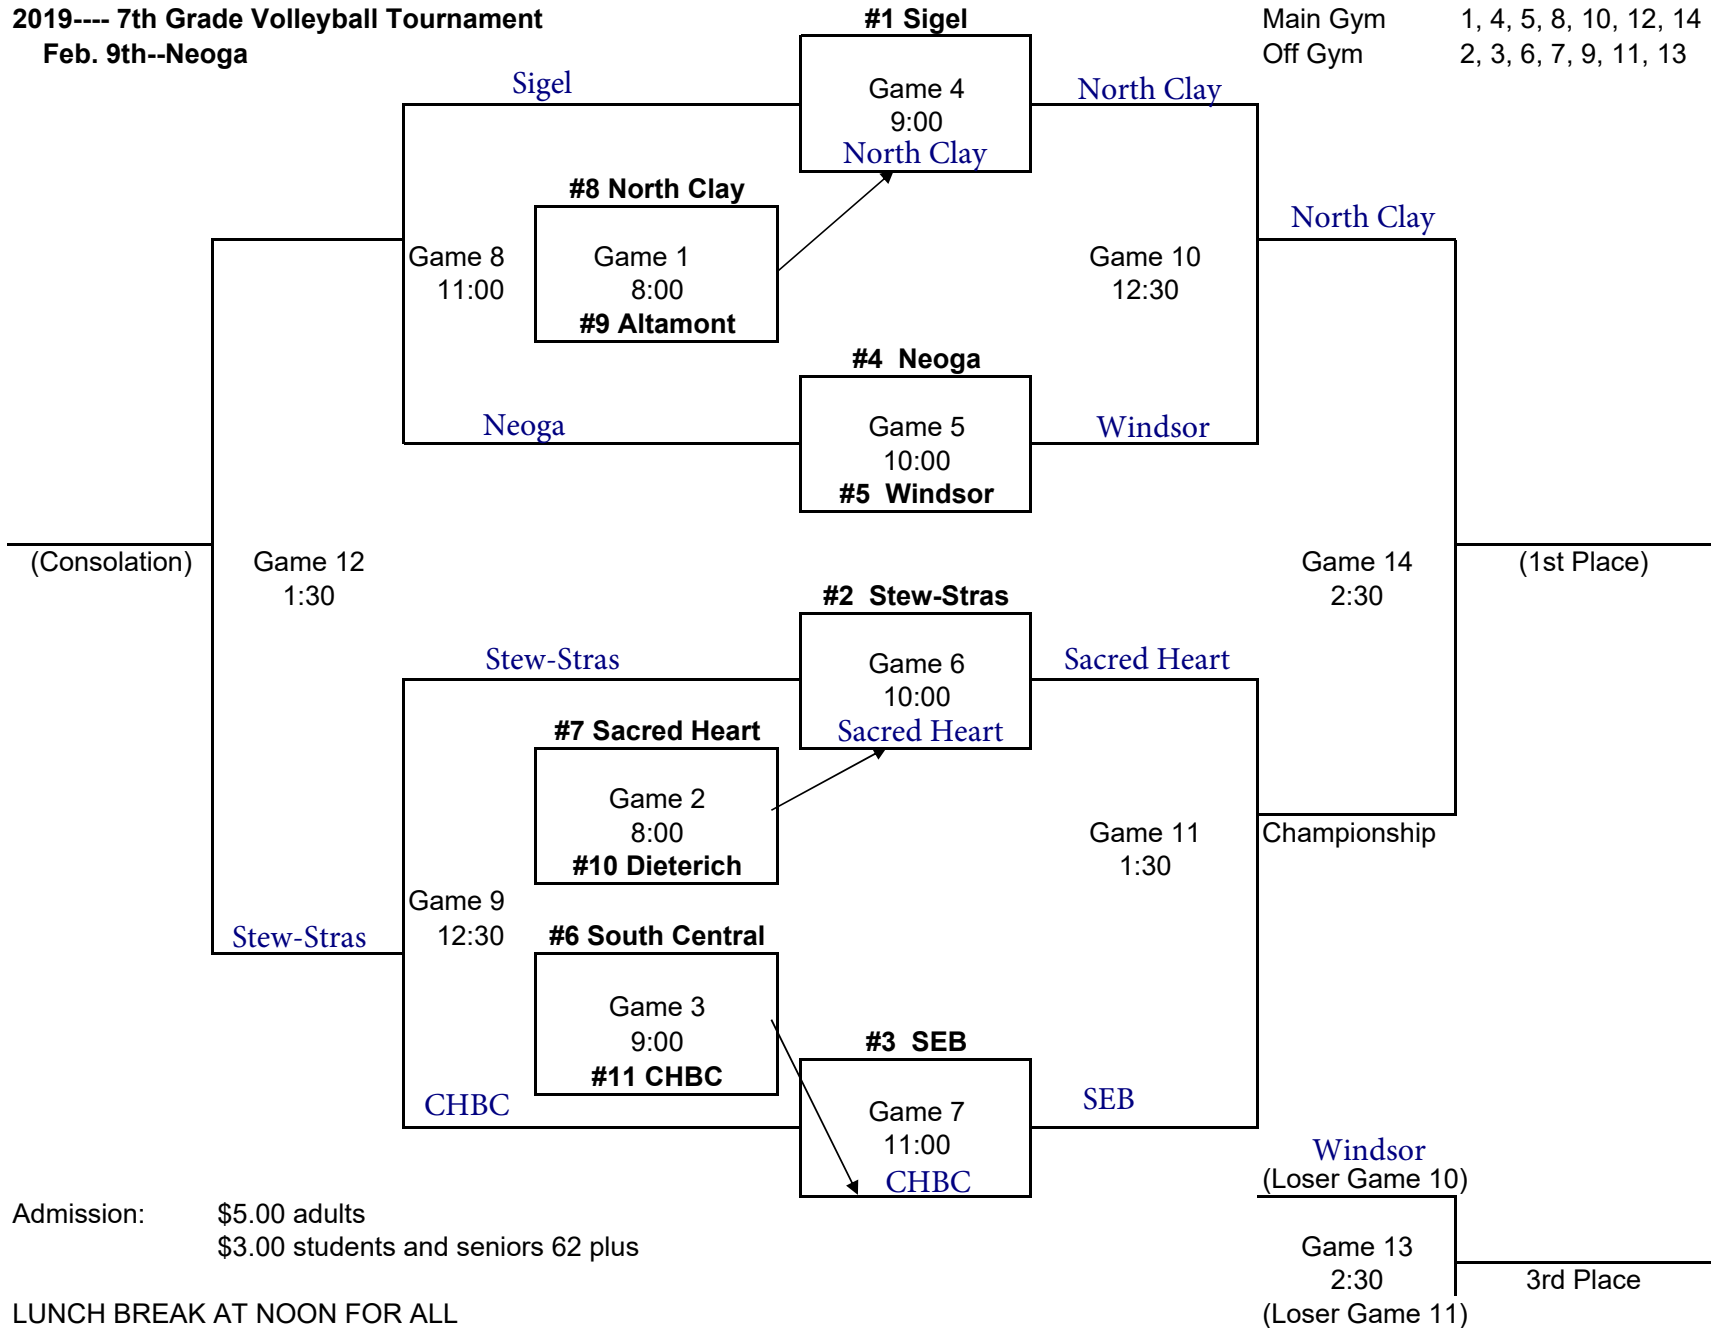 2019---- 7th Grade Volleyball Tournament
Feb. 9th--Neoga
#1 Sigel
Main Gym 1, 4, 5, 8, 10, 12, 14
Off Gym 2, 3, 6, 7, 9, 11, 13
Sigel
Game 4
9:00
North Clay
North Clay
#8 North Clay
Game 1
8:00
#9 Altamont
Game 8
11:00
Game 10
12:30
North Clay
#4 Neoga
Neoga
Game 5
10:00
#5 Windsor
Windsor
(Consolation)
Game 12
1:30
Game 14
2:30
(1st Place)
#2 Stew-Stras
Stew-Stras
Game 6
10:00
Sacred Heart
Sacred Heart
#7 Sacred Heart
Game 2
8:00
#10 Dieterich
Game 11
1:30
Championship
Game 9
12:30
Stew-Stras
#6 South Central
Game 3
9:00
#11 CHBC
#3 SEB
CHBC
Game 7
11:00
CHBC
SEB
Windsor
(Loser Game 10)
Game 13
2:30
3rd Place
(Loser Game 11)
Admission: $5.00 adults
$3.00 students and seniors 62 plus
LUNCH BREAK AT NOON FOR ALL